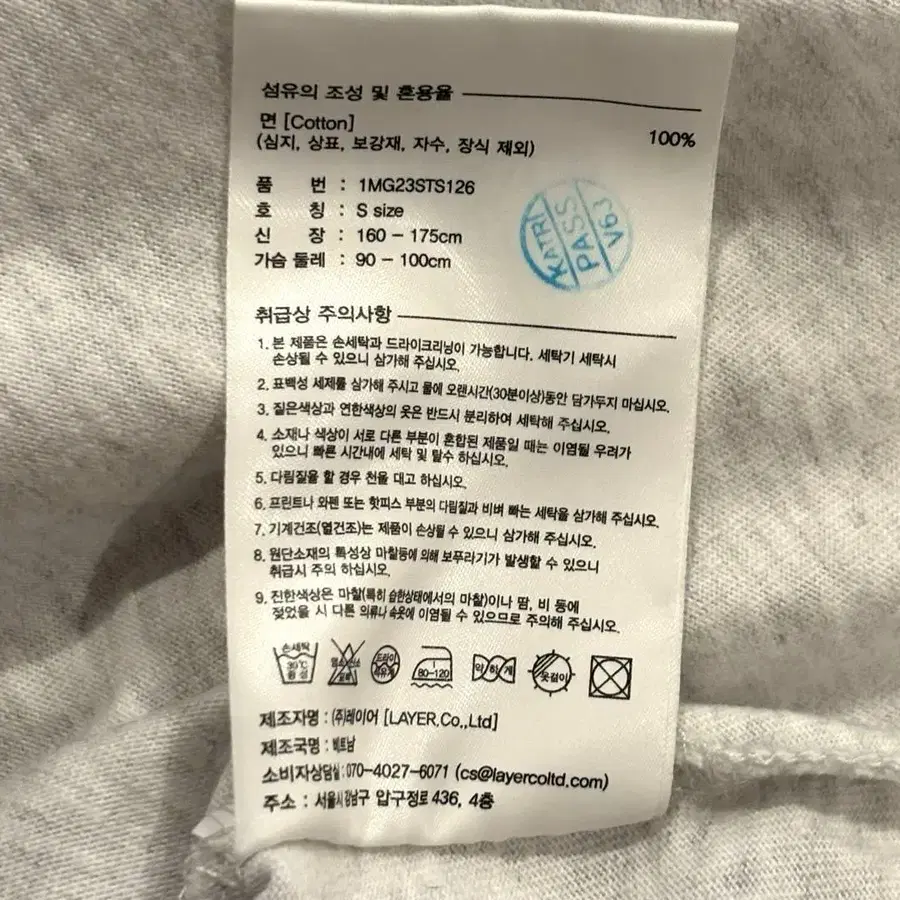 섬유의 조성 및 혼용율
면 [Cotton] 100%
(심지, 상표, 보강재, 자수, 장식 제외)
품 번 : 1MG23STS126
호 칭 : S size
신 장 : 160 - 175cm
가슴 둘레 : 90 - 100cm
KATRI
PASS
V63
취급상 주의사항
1. 본 제품은 손세탁과 드라이크리닝이 가능합니다. 세탁기 세탁시
손상될 수 있으니 삼가해 주십시오.
2. 표백성 세제를 삼가해 주시고 물에 오랜시간(30분이상)동안 담가두지 마십시오.
3. 짙은색상과 연한색상의 옷은 반드시 분리하여 세탁해 주십시오.
4. 소재나 색상이 서로 다른 부분이 혼합된 제품일 때는 이염될 우려가
있으니 빠른 시간내에 세탁 및 탈수 하십시오.
5. 다림질을 할 경우 천을 대고 하십시오.
6. 프린트나 와펜 또는 핫피스 부분의 다림질과 비벼 빠는 세탁을 삼가해 주십시오.
7. 기계건조(열건조)는 제품이 손상될 수 있으니 삼가해 주십시오.
8. 원단소재의 특성상 마찰등에 의해 보푸라기가 발생할 수 있으니
취급시 주의 하십시오.
9. 진한색상은 마찰(특히 습한상태에서의 마찰)이나 땀, 비 등에
젖었을 시 다른 의류나 속옷에 이염될 수 있으므로 주의해 주십시오.
손세탁 30℃ 중성 염소산소 표백 드라이 석유계 80-120 약하게 옷걸이
제조자명 : (주)레이어 [LAYER.Co.,Ltd]
제조국명 : 베트남
소비자상담실 : 070-4027-6071 (cs@layercoltd.com)
주소 : 서울시 강남구 압구정로 436, 4층